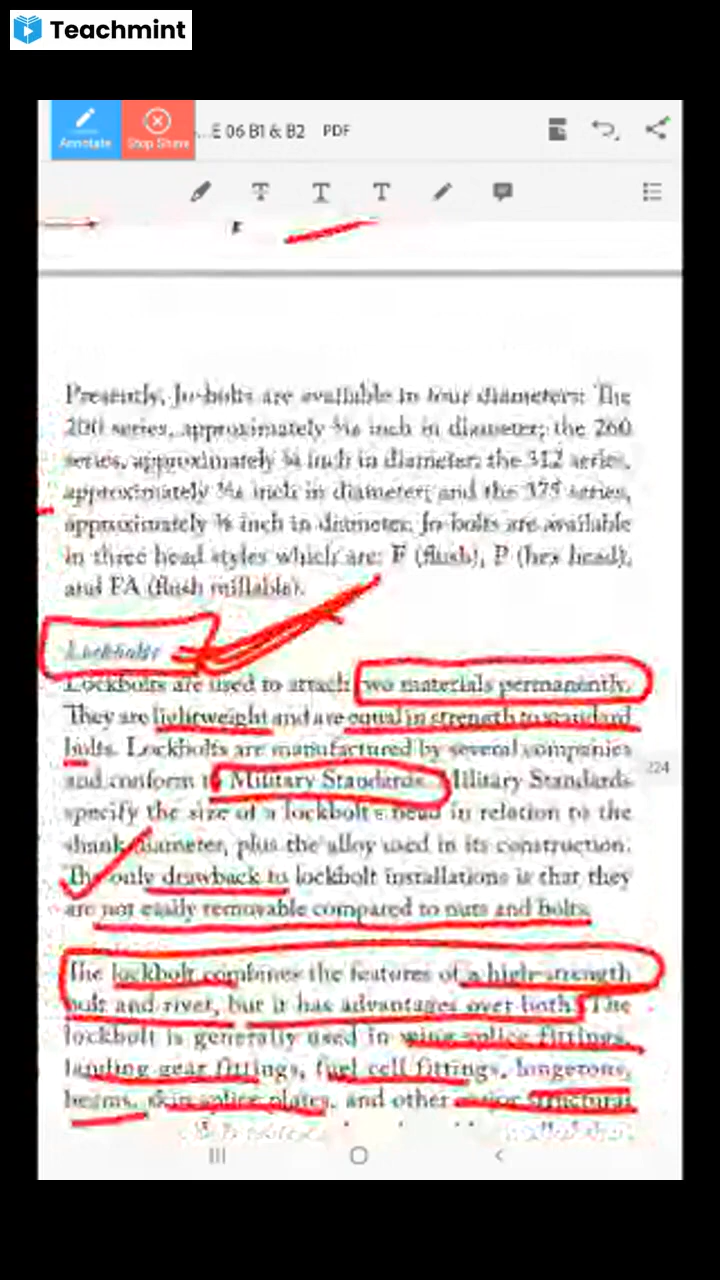 Teachmint
Annotate
Stop Share
...E 06 B1 & B2 PDF
Presently, Jo-bolts are available in four diameters: The
200 series, approximately 3⁄16 inch in diameter; the 260
series, approximately ¼ inch in diameter; the 312 series,
approximately 5⁄16 inch in diameter; and the 375 series,
approximately ⅜ inch in diameter. Jo-bolts are available
in three head styles which are: F (flush), P (hex head),
and FA (flush millable).
Lockbolts
Lockbolts are used to attach two materials permanently.
They are lightweight and are equal in strength to standard
bolts. Lockbolts are manufactured by several companies
and conform to Military Standards. Military Standards
specify the size of a lockbolt's head in relation to the
shank diameter, plus the alloy used in its construction.
The only drawback to lockbolt installations is that they
are not easily removable compared to nuts and bolts.
224
The lockbolt combines the features of a high-strength
bolt and rivet, but it has advantages over both. The
lockbolt is generally used in wing splice fittings,
landing gear fittings, fuel cell fittings, longerons,
beams, skin splice plates, and other major structural